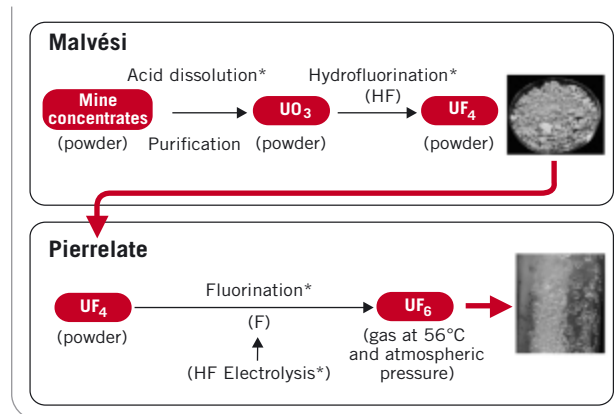 Malvési
Acid dissolution*
Hydrofluorination*
Mine
concentrates
UO3
(HF)
UF4
(powder)
Purification
(powder)
(powder)
Pierrelate
Fluorination*
UF4
UF6
(powder)
(F)
(gas at 56°C
and atmospheric
pressure)
(HF Electrolysis*)